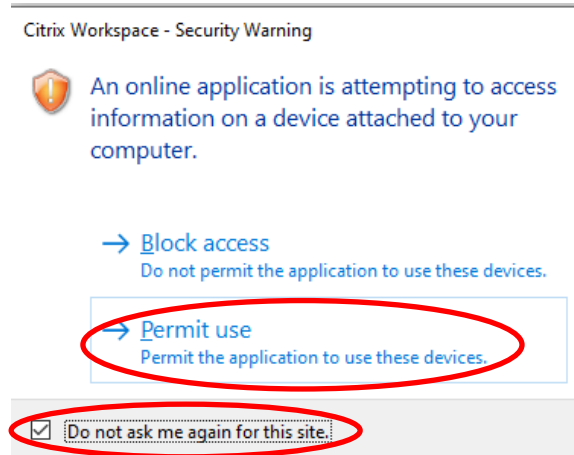 Citrix Workspace - Security Warning
An online application is attempting to access
information on a device attached to your
computer.
Block access
Do not permit the application to use these devices.
Permit use
Permit the application to use these devices.
Do not ask me again for this site.